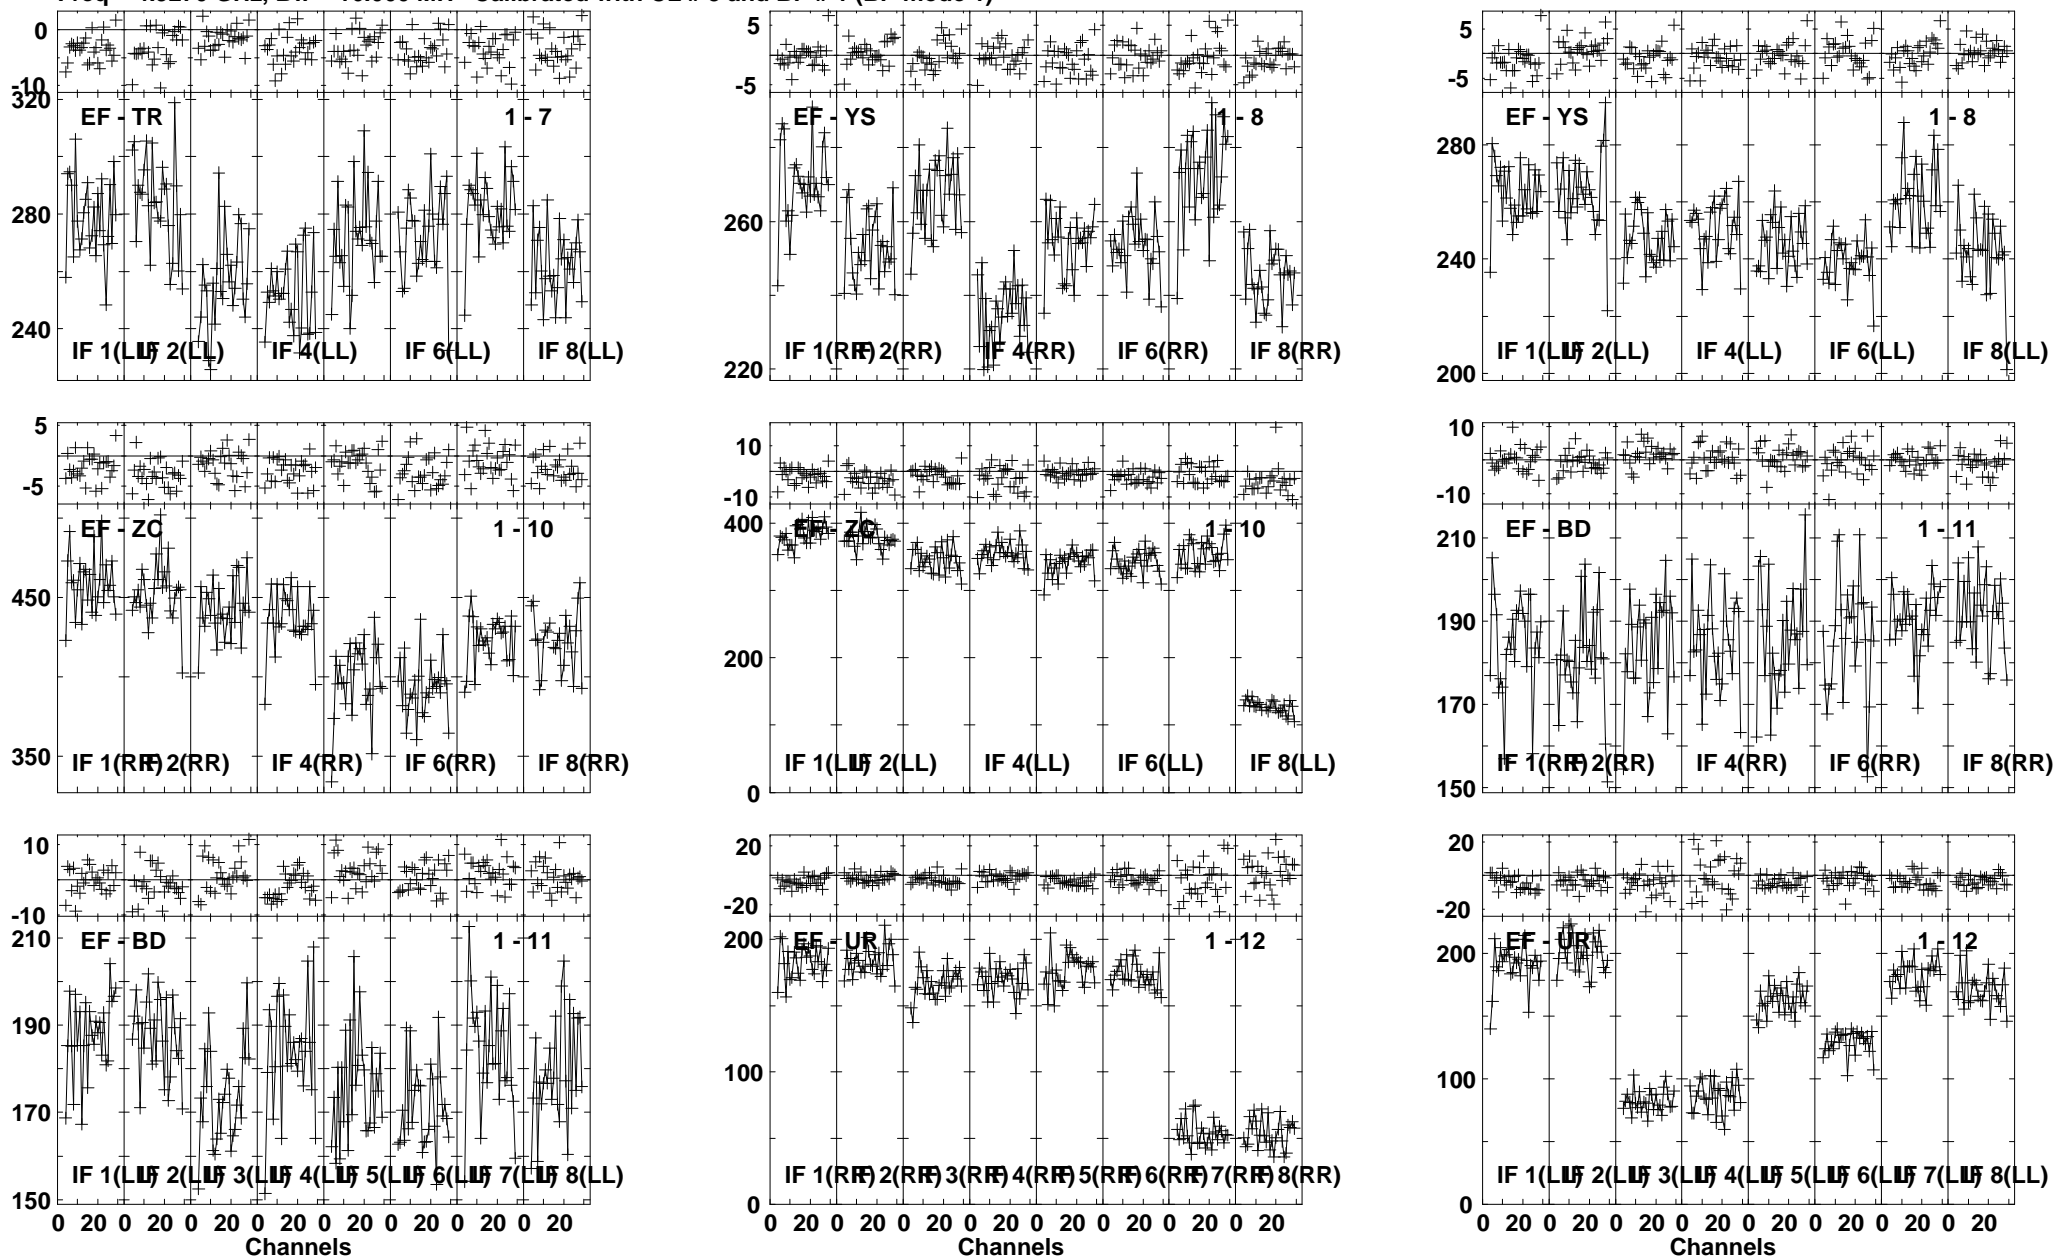 0
-10
320
280
240
EF - TR
1 - 7
IF 1(LL)
IF 2(LL)
IF 4(LL)
IF 6(LL)
IF 8(LL)
5
-5
260
220
EF - YS
1 - 8
IF 1(RR)
IF 2(RR)
IF 4(RR)
IF 6(RR)
IF 8(RR)
5
-5
280
240
200
EF - YS
1 - 8
IF 1(LL)
IF 2(LL)
IF 4(LL)
IF 6(LL)
IF 8(LL)
5
-5
450
350
EF - ZC
1 - 10
IF 1(RR)
IF 2(RR)
IF 4(RR)
IF 6(RR)
IF 8(RR)
10
-10
400
200
0
EF - ZC
1 - 10
IF 1(LL)
IF 2(LL)
IF 4(LL)
IF 6(LL)
IF 8(LL)
10
-10
210
190
170
150
EF - BD
1 - 11
IF 1(RR)
IF 2(RR)
IF 4(RR)
IF 6(RR)
IF 8(RR)
10
-10
210
190
170
150
EF - BD
1 - 11
IF 1(LL)
IF 2(LL)
IF 3(LL)
IF 4(LL)
IF 5(LL)
IF 6(LL)
IF 7(LL)
IF 8(LL)
0 20 0 20 0 20 0 20 0 20 0 20 0 20 0 20
Channels
20
-20
200
100
0
EF - UR
1 - 12
IF 1(RR)
IF 2(RR)
IF 3(RR)
IF 4(RR)
IF 5(RR)
IF 6(RR)
IF 7(RR)
IF 8(RR)
0 20 0 20 0 20 0 20 0 20 0 20 0 20 0 20
Channels
20
-20
200
100
0
EF - UR
1 - 12
IF 1(LL)
IF 2(LL)
IF 3(LL)
IF 4(LL)
IF 5(LL)
IF 6(LL)
IF 7(LL)
IF 8(LL)
0 20 0 20 0 20 0 20 0 20 0 20 0 20 0 20
Channels